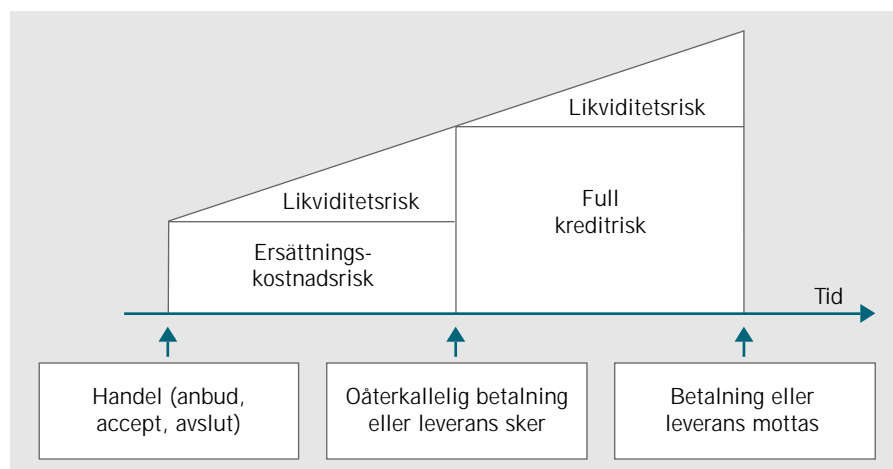 Likviditetsrisk
Likviditetsrisk
Full
kreditrisk
Ersättnings-
kostnadsrisk
Tid
Handel (anbud,
accept, avslut)
Oåterkallelig betalning
eller leverans sker
Betalning eller
leverans mottas